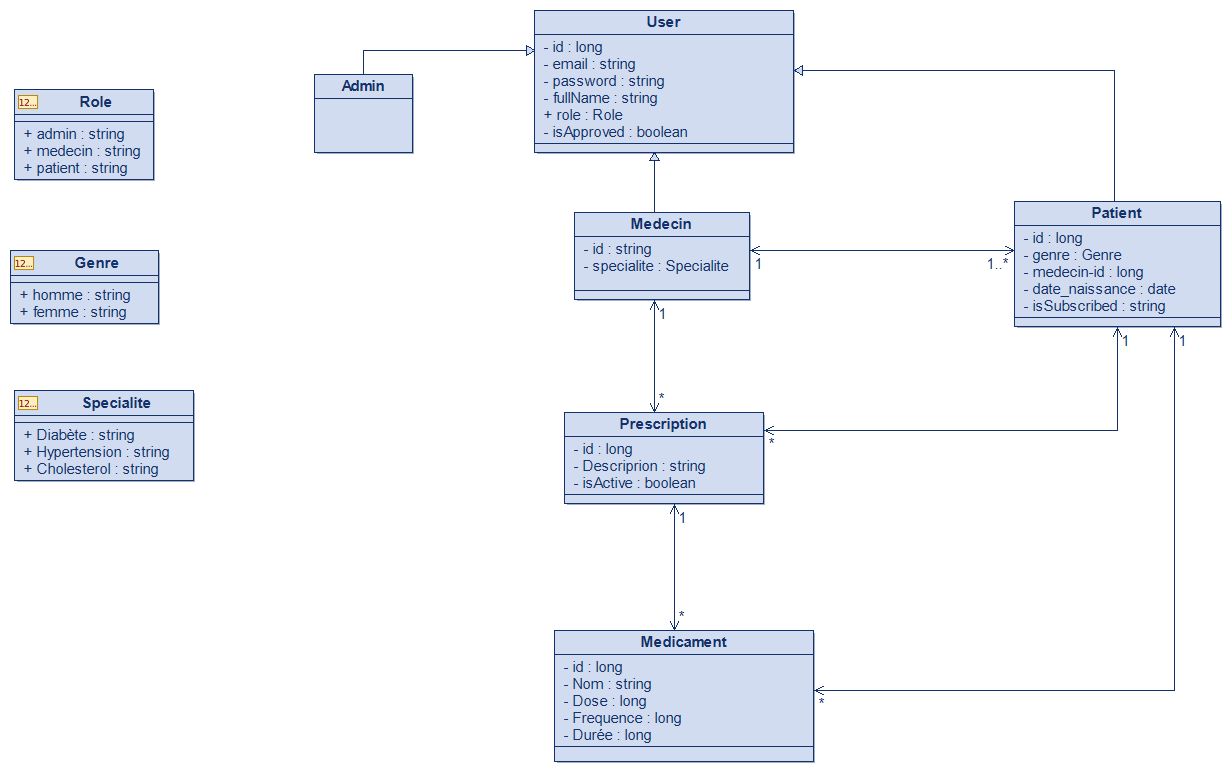 User
- id : long
- email : string
- password : string
- fullName : string
+ role : Role
- isApproved : boolean
Admin
12...
Role
+ admin : string
+ medecin : string
+ patient : string
Medecin
- id : string
- specialite : Specialite
Patient
- id : long
- genre : Genre
- medecin-id : long
- date_naissance : date
- isSubscribed : string
1
1..*
12...
Genre
+ homme : string
+ femme : string
1
1
1
12...
Specialite
+ Diabète : string
+ Hypertension : string
+ Cholesterol : string
*
Prescription
- id : long
- Descriprion : string
- isActive : boolean
*
1
*
Medicament
- id : long
- Nom : string
- Dose : long
- Frequence : long
- Durée : long
*